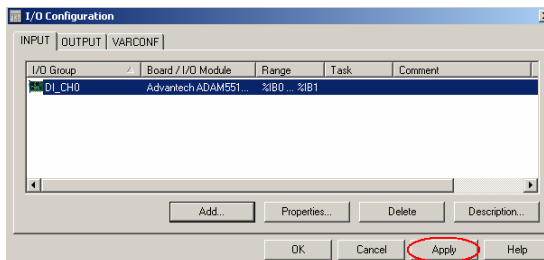 I/O Configuration
INPUT OUTPUT VARCONF
I/O Group Board / I/O Module Range Task Comment
DI_CH0 Advantech ADAM551... %IB0 ... %IB1
Add... Properties... Delete Description...
OK Cancel Apply Help